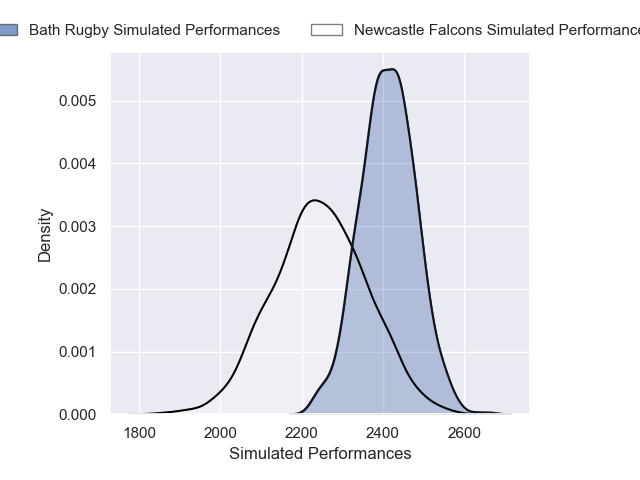 Bath Rugby Simulated Performances
Newcastle Falcons Simulated Performance
0.005
0.004
0.003
0.002
0.001
0.000
Density
1800 2000 2200 2400 2600
Simulated Performances